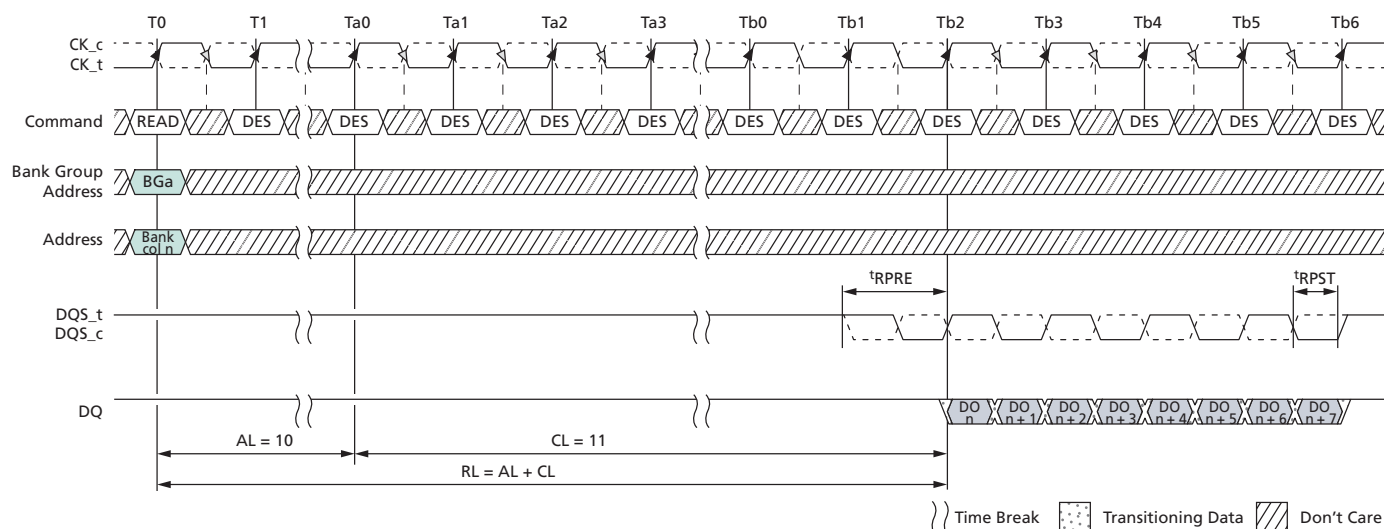 T0 T1 Ta0 Ta1 Ta2 Ta3 Tb0 Tb1 Tb2 Tb3 Tb4 Tb5 Tb6
CK_c
CK_t
Command READ DES DES DES DES DES DES DES DES DES DES DES DES
Bank Group
Address
BGa
Address
Bank
col n
tRPRE
tRPST
DQS_t
DQS_c
DQ
DO DO DO DO DO DO DO DO
n n + 1 n + 2 n + 3 n + 4 n + 5 n + 6 n + 7
AL = 10 CL = 11
RL = AL + CL
Time Break Transitioning Data Don't Care